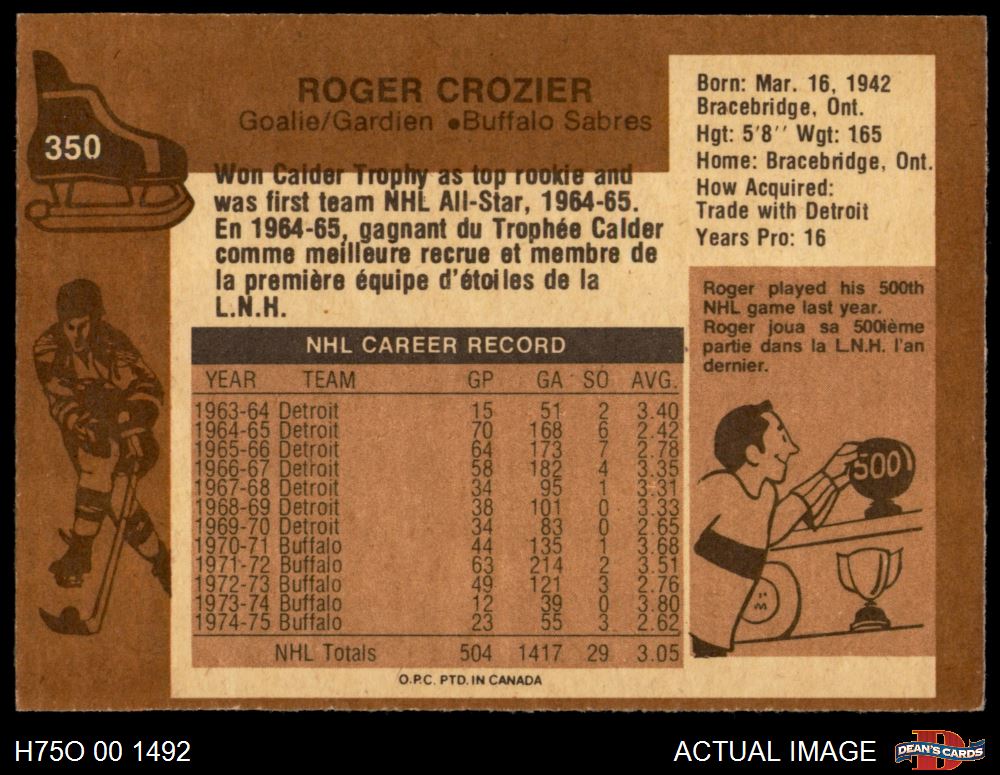 350
ROGER CROZIER
Goalie/Gardien •Buffalo Sabres
Won Calder Trophy as top rookie and
was first team NHL All-Star, 1964-65.
En 1964-65, gagnant du Trophée Calder
comme meilleure recrue et membre de
la première équipe d'étoiles de la
L.N.H.
Born: Mar. 16, 1942
Bracebridge, Ont.
Hgt: 5'8'' Wgt: 165
Home: Bracebridge, Ont.
How Acquired:
Trade with Detroit
Years Pro: 16
Roger played his 500th
NHL game last year.
Roger joua sa 500ième
partie dans la L.N.H. l'an
dernier.
500
NHL CAREER RECORD
YEAR TEAM GP GA SO AVG.
1963-64 Detroit 15 51 2 3.40
1964-65 Detroit 70 168 6 2.42
1965-66 Detroit 64 173 7 2.78
1966-67 Detroit 58 182 4 3.35
1967-68 Detroit 34 95 1 3.31
1968-69 Detroit 38 101 0 3.33
1969-70 Detroit 34 83 0 2.65
1970-71 Buffalo 44 135 1 3.68
1971-72 Buffalo 63 214 2 3.51
1972-73 Buffalo 49 121 3 2.76
1973-74 Buffalo 12 39 0 3.80
1974-75 Buffalo 23 55 3 2.62
NHL Totals 504 1417 29 3.05
O.P.C. PTD. IN CANADA
H75O 00 1492
ACTUAL IMAGE
DEAN'S CARDS